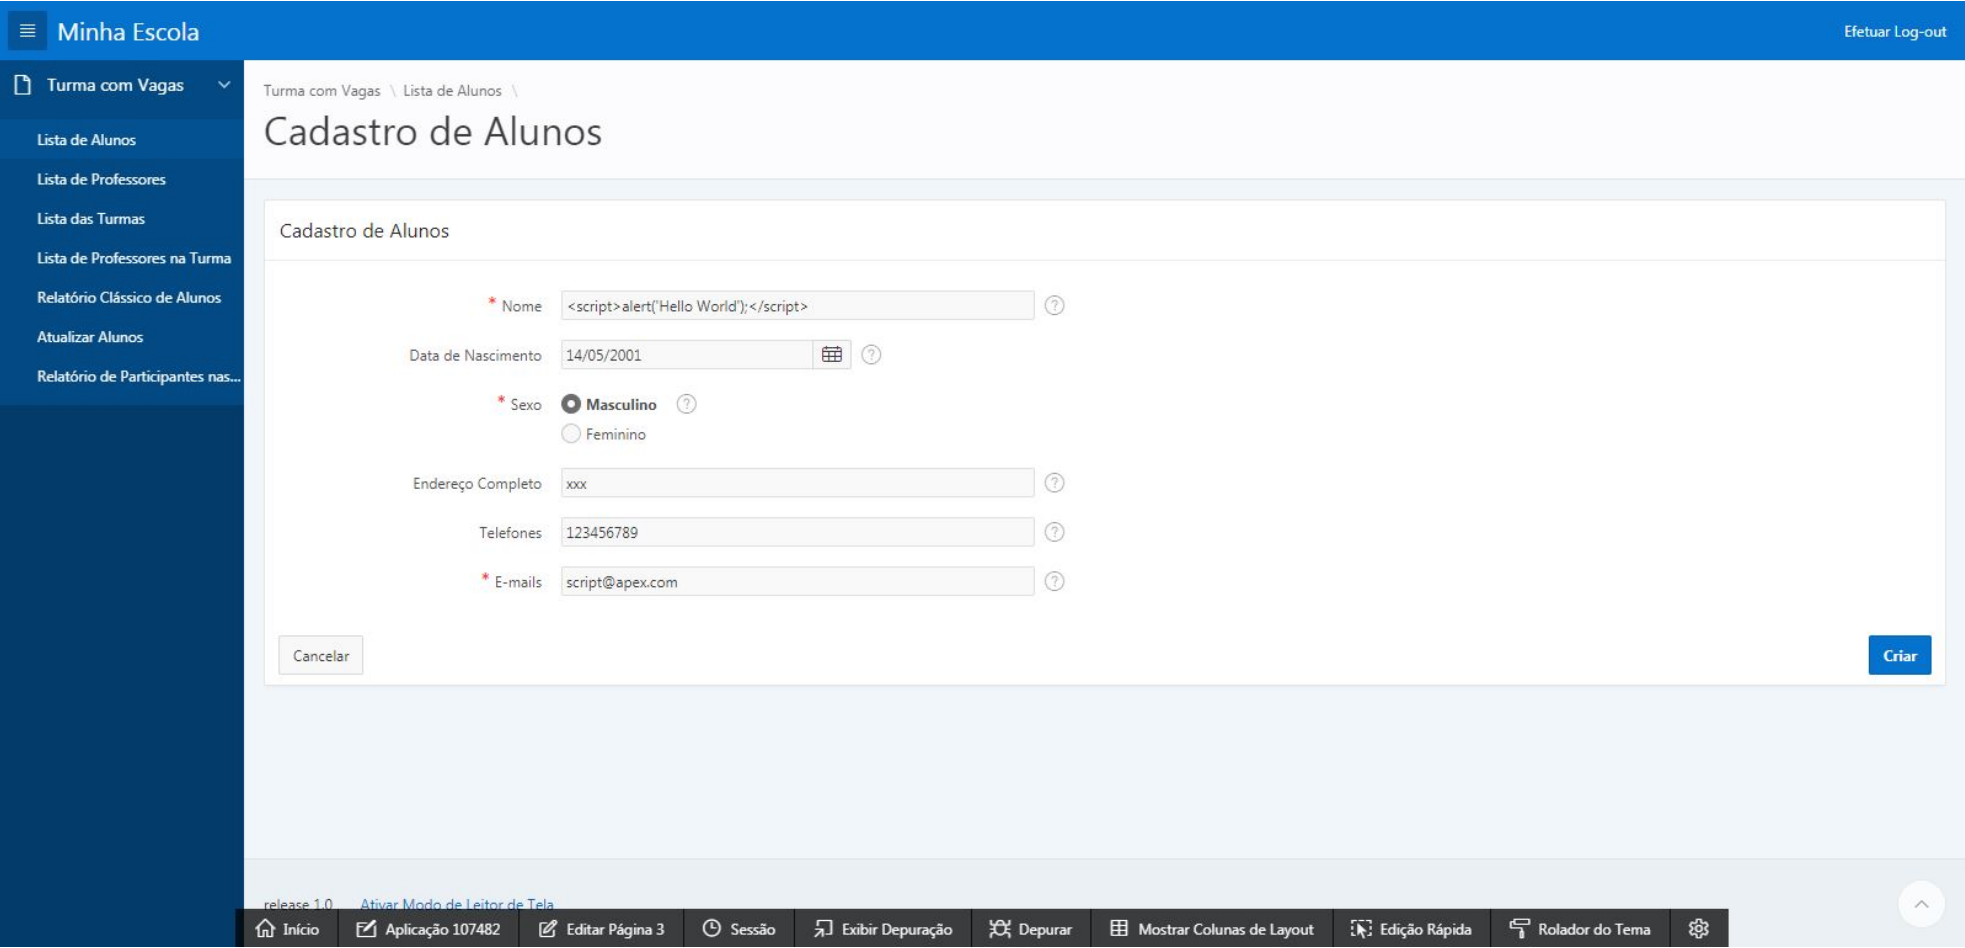 Minha Escola
Efetuar Log-out
Turma com Vagas
Lista de Alunos
Lista de Professores
Lista das Turmas
Lista de Professores na Turma
Relatório Clássico de Alunos
Atualizar Alunos
Relatório de Participantes nas...
Turma com Vagas \ Lista de Alunos \
Cadastro de Alunos
Cadastro de Alunos
* Nome <script>alert('Hello World');</script> ?
Data de Nascimento 14/05/2001 ?
* Sexo Masculino ?
Feminino
Endereço Completo xxx ?
Telefones 123456789 ?
* E-mails script@apex.com ?
Cancelar
Criar
release 1.0 Ativar Modo de Leitor de Tela
Início Aplicação 107482 Editar Página 3 Sessão Exibir Depuração Depurar Mostrar Colunas de Layout Edição Rápida Rolador do Tema